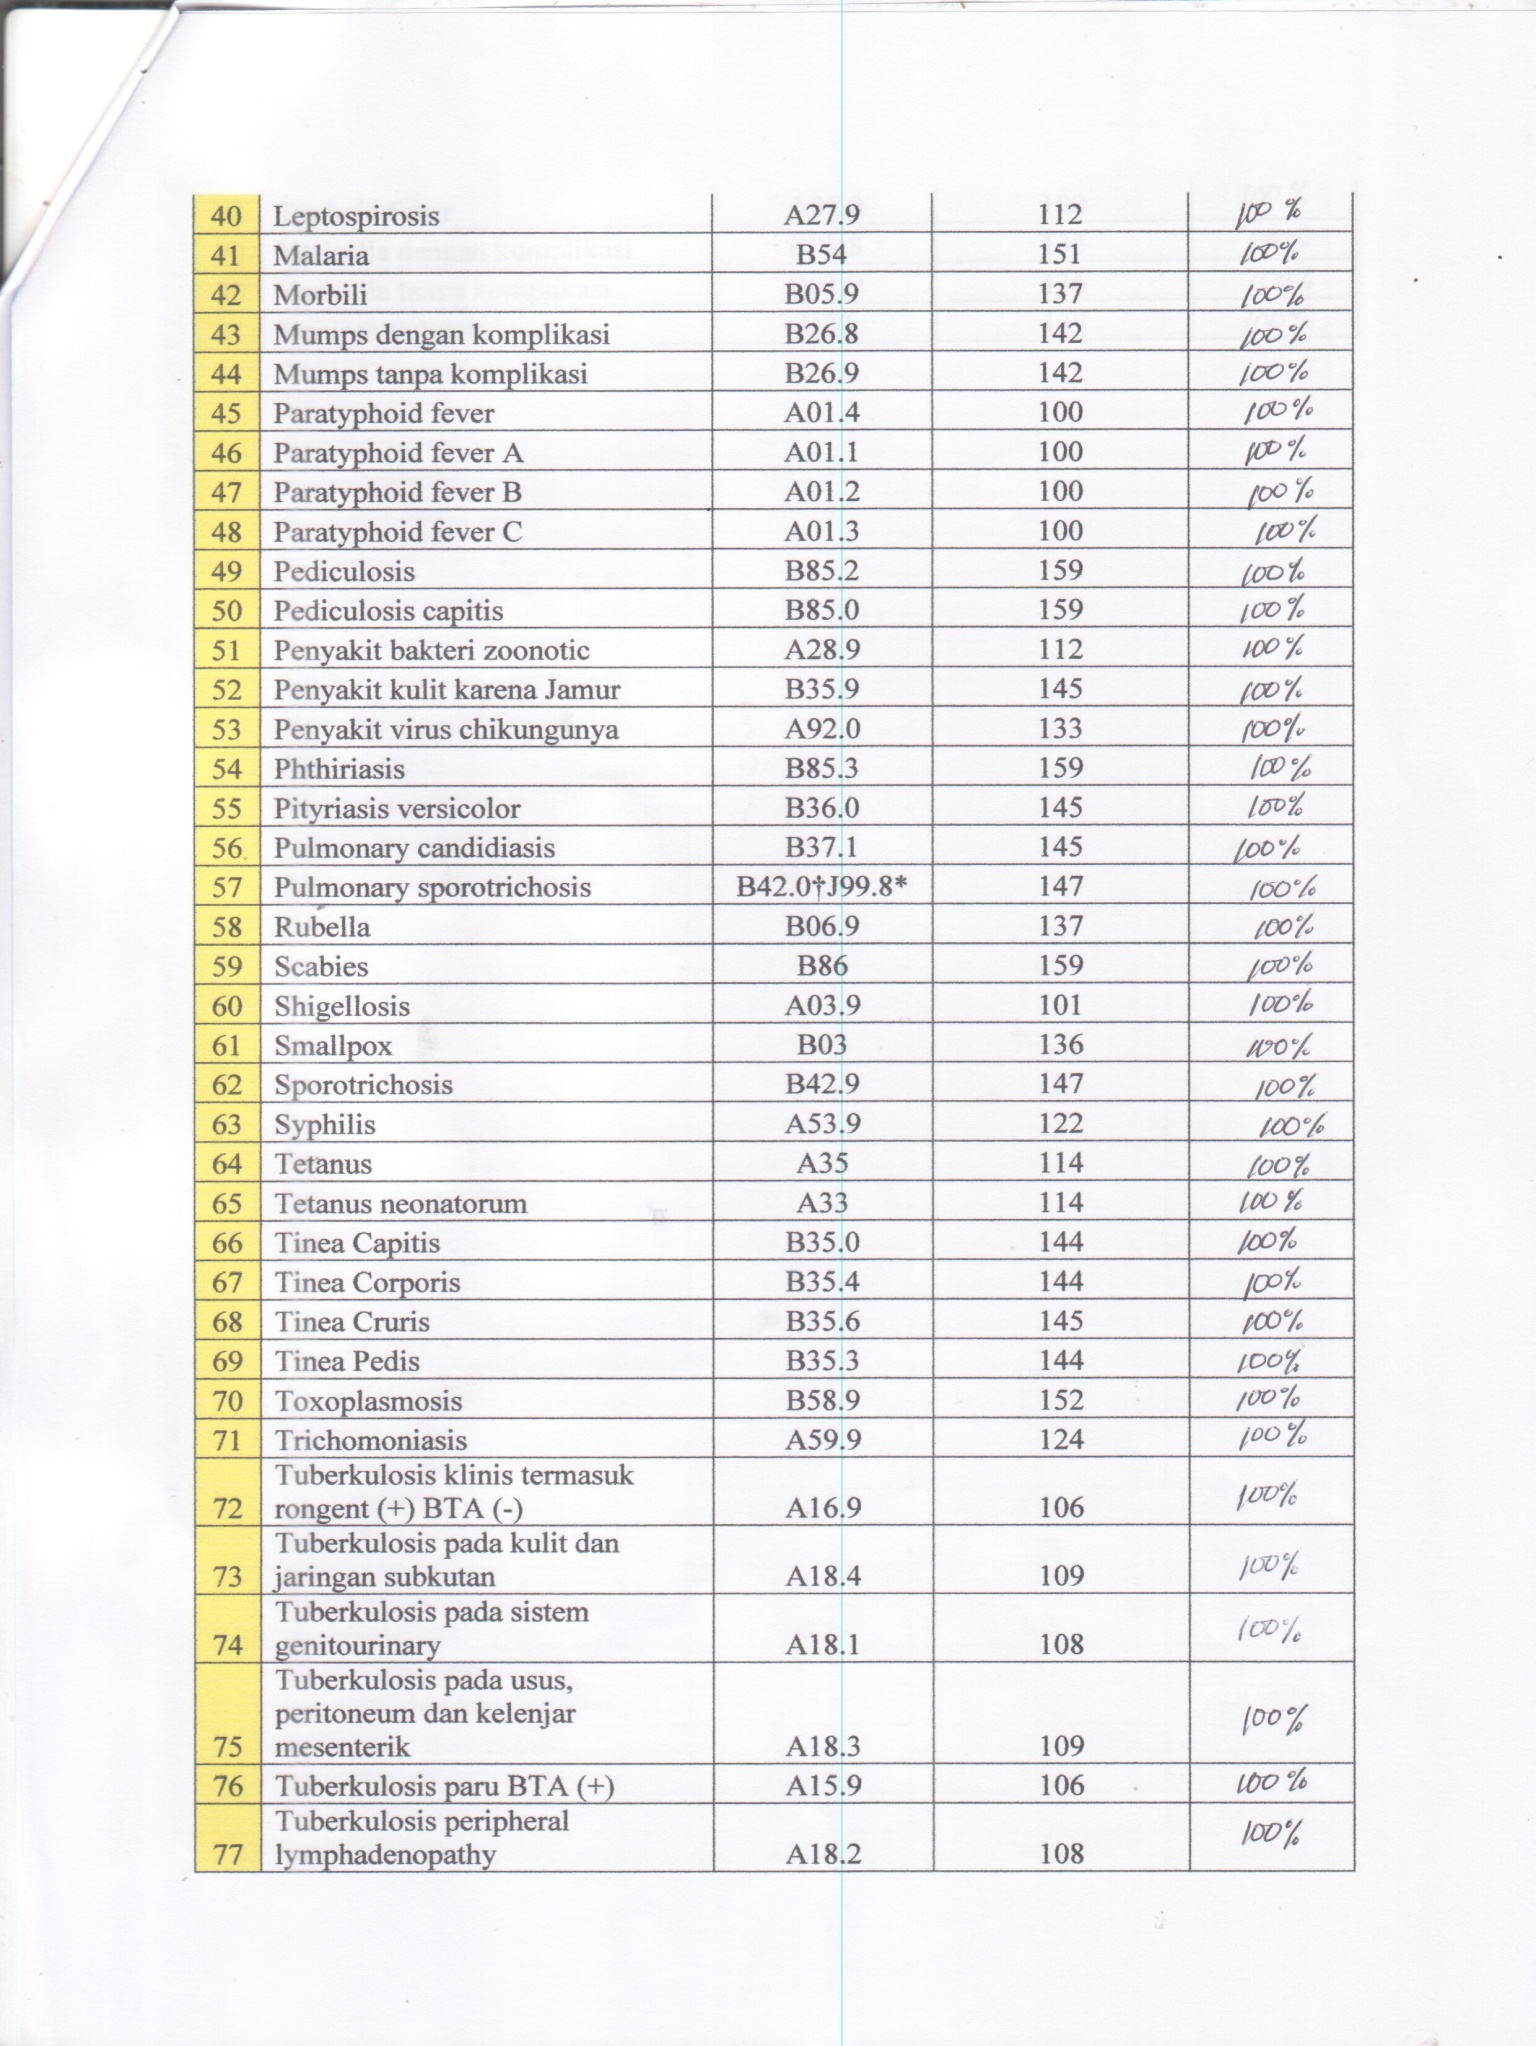 40 Leptospirosis A27.9 112 100 %
41 Malaria B54 151 100%
42 Morbili B05.9 137 100%
43 Mumps dengan komplikasi B26.8 142 100%
44 Mumps tanpa komplikasi B26.9 142 100%
45 Paratyphoid fever A01.4 100 100%
46 Paratyphoid fever A A01.1 100 100%
47 Paratyphoid fever B A01.2 100 100%
48 Paratyphoid fever C A01.3 100 100%
49 Pediculosis B85.2 159 100%
50 Pediculosis capitis B85.0 159 100%
51 Penyakit bakteri zoonotic A28.9 112 100%
52 Penyakit kulit karena Jamur B35.9 145 100%
53 Penyakit virus chikungunya A92.0 133 100%
54 Phthiriasis B85.3 159 100%
55 Pityriasis versicolor B36.0 145 100%
56 Pulmonary candidiasis B37.1 145 100%
57 Pulmonary sporotrichosis B42.0†J99.8* 147 100%
58 Rubella B06.9 137 100%
59 Scabies B86 159 100%
60 Shigellosis A03.9 101 100%
61 Smallpox B03 136 100%
62 Sporotrichosis B42.9 147 100%
63 Syphilis A53.9 122 100%
64 Tetanus A35 114 100%
65 Tetanus neonatorum A33 114 100%
66 Tinea Capitis B35.0 144 100%
67 Tinea Corporis B35.4 144 100%
68 Tinea Cruris B35.6 145 100%
69 Tinea Pedis B35.3 144 100%
70 Toxoplasmosis B58.9 152 100%
71 Trichomoniasis A59.9 124 100%
Tuberkulosis klinis termasuk
72 rongent (+) BTA (-) A16.9 106 100%
Tuberkulosis pada kulit dan
73 jaringan subkutan A18.4 109 100%
Tuberkulosis pada sistem
74 genitourinary A18.1 108 100%
Tuberkulosis pada usus,
peritoneum dan kelenjar
75 mesenterik A18.3 109 100%
76 Tuberkulosis paru BTA (+) A15.9 106 100%
Tuberkulosis peripheral
77 lymphadenopathy A18.2 108 100%